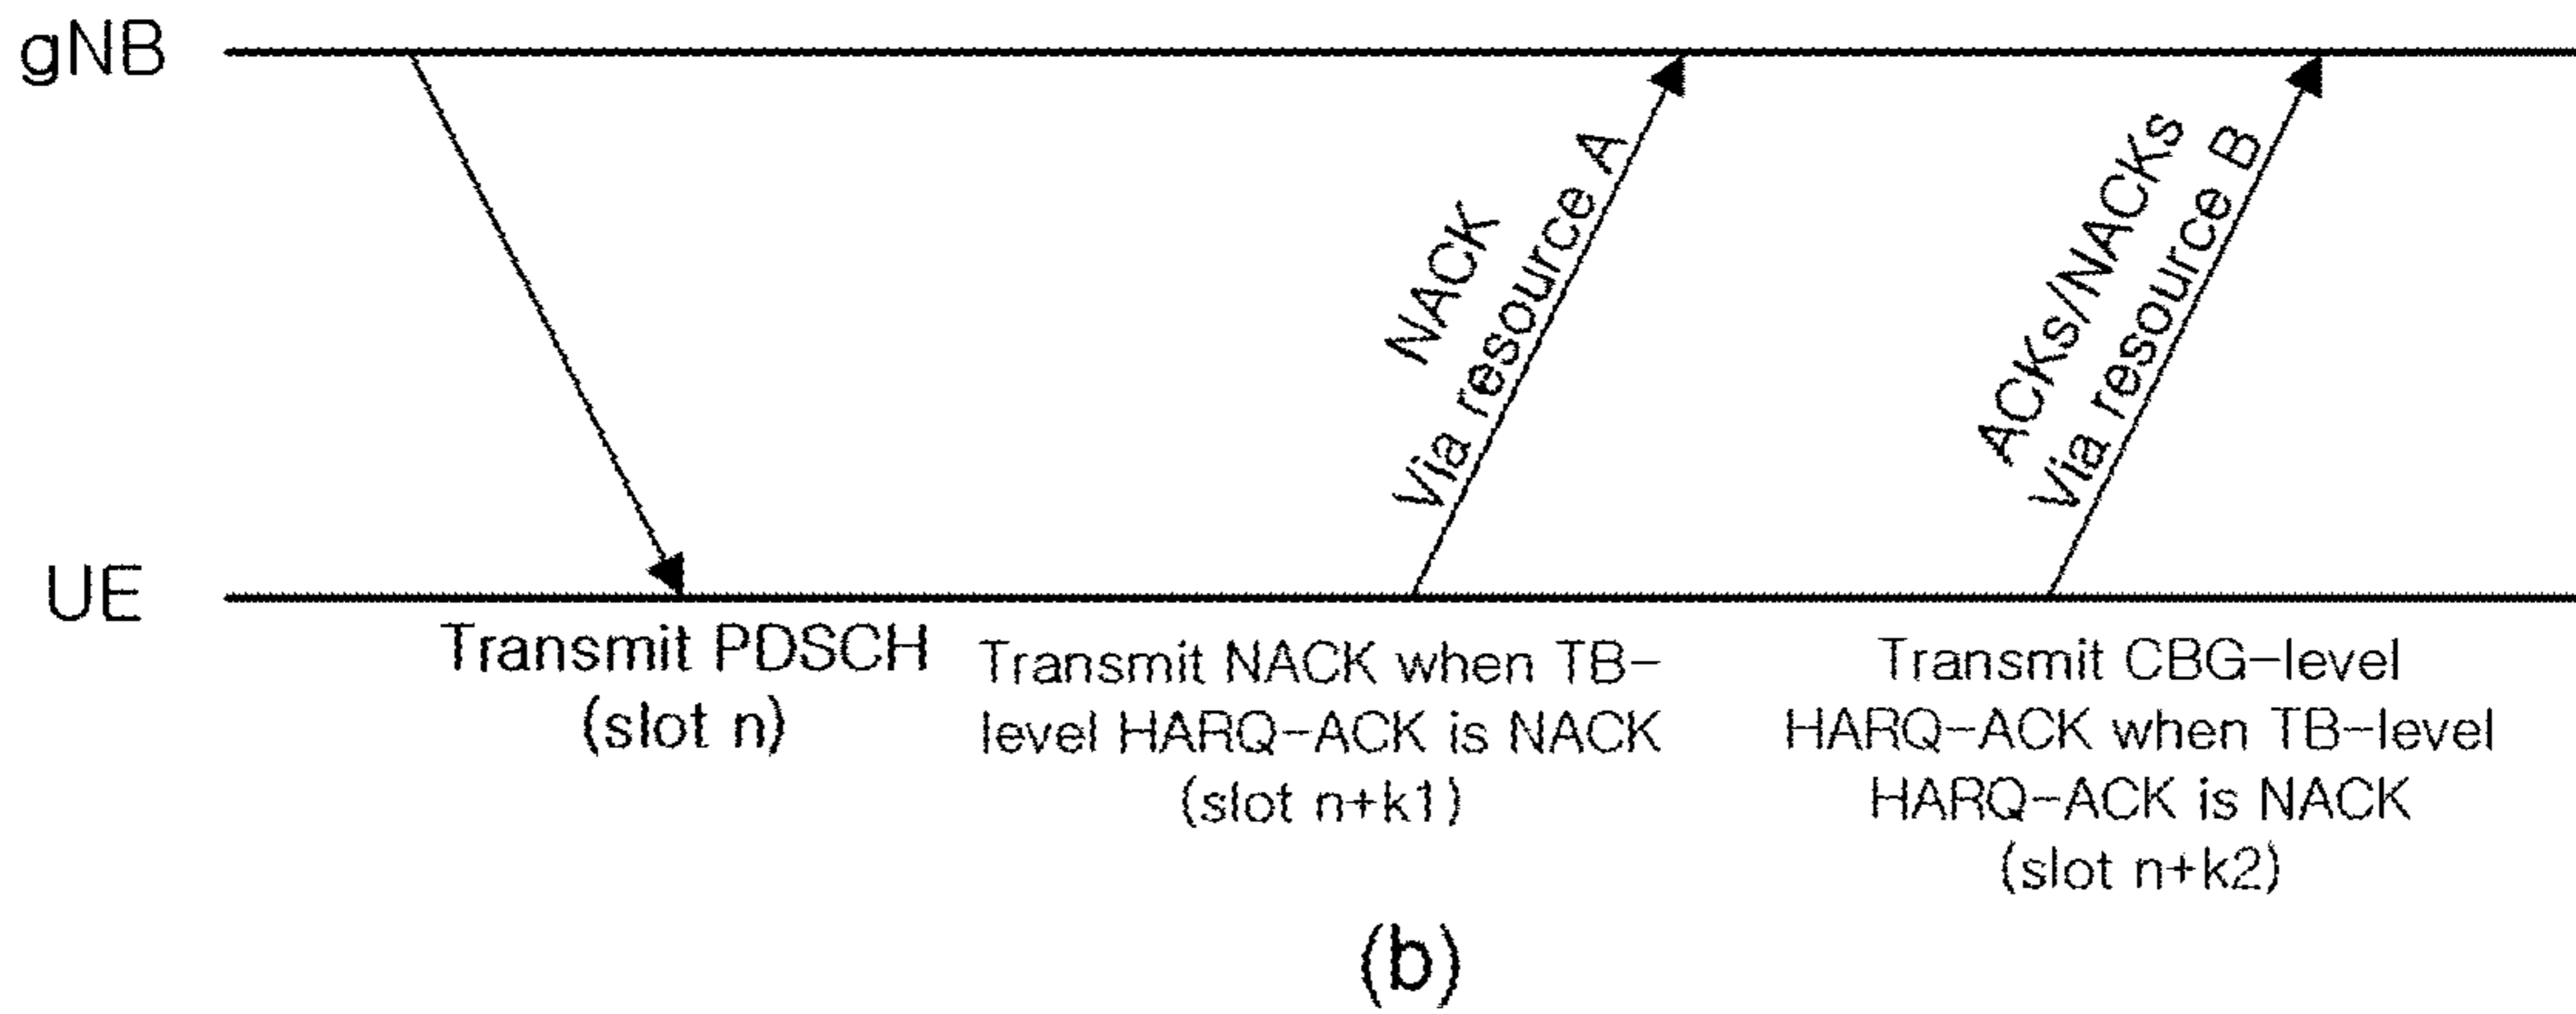 gNB
NACK
Via resource A
ACKs/NACKs
Via resource B
UE
Transmit PDSCH
(slot n)
Transmit NACK when TB-
level HARQ-ACK is NACK
(slot n+k1)
Transmit CBG-level
HARQ-ACK when TB-level
HARQ-ACK is NACK
(slot n+k2)
(b)